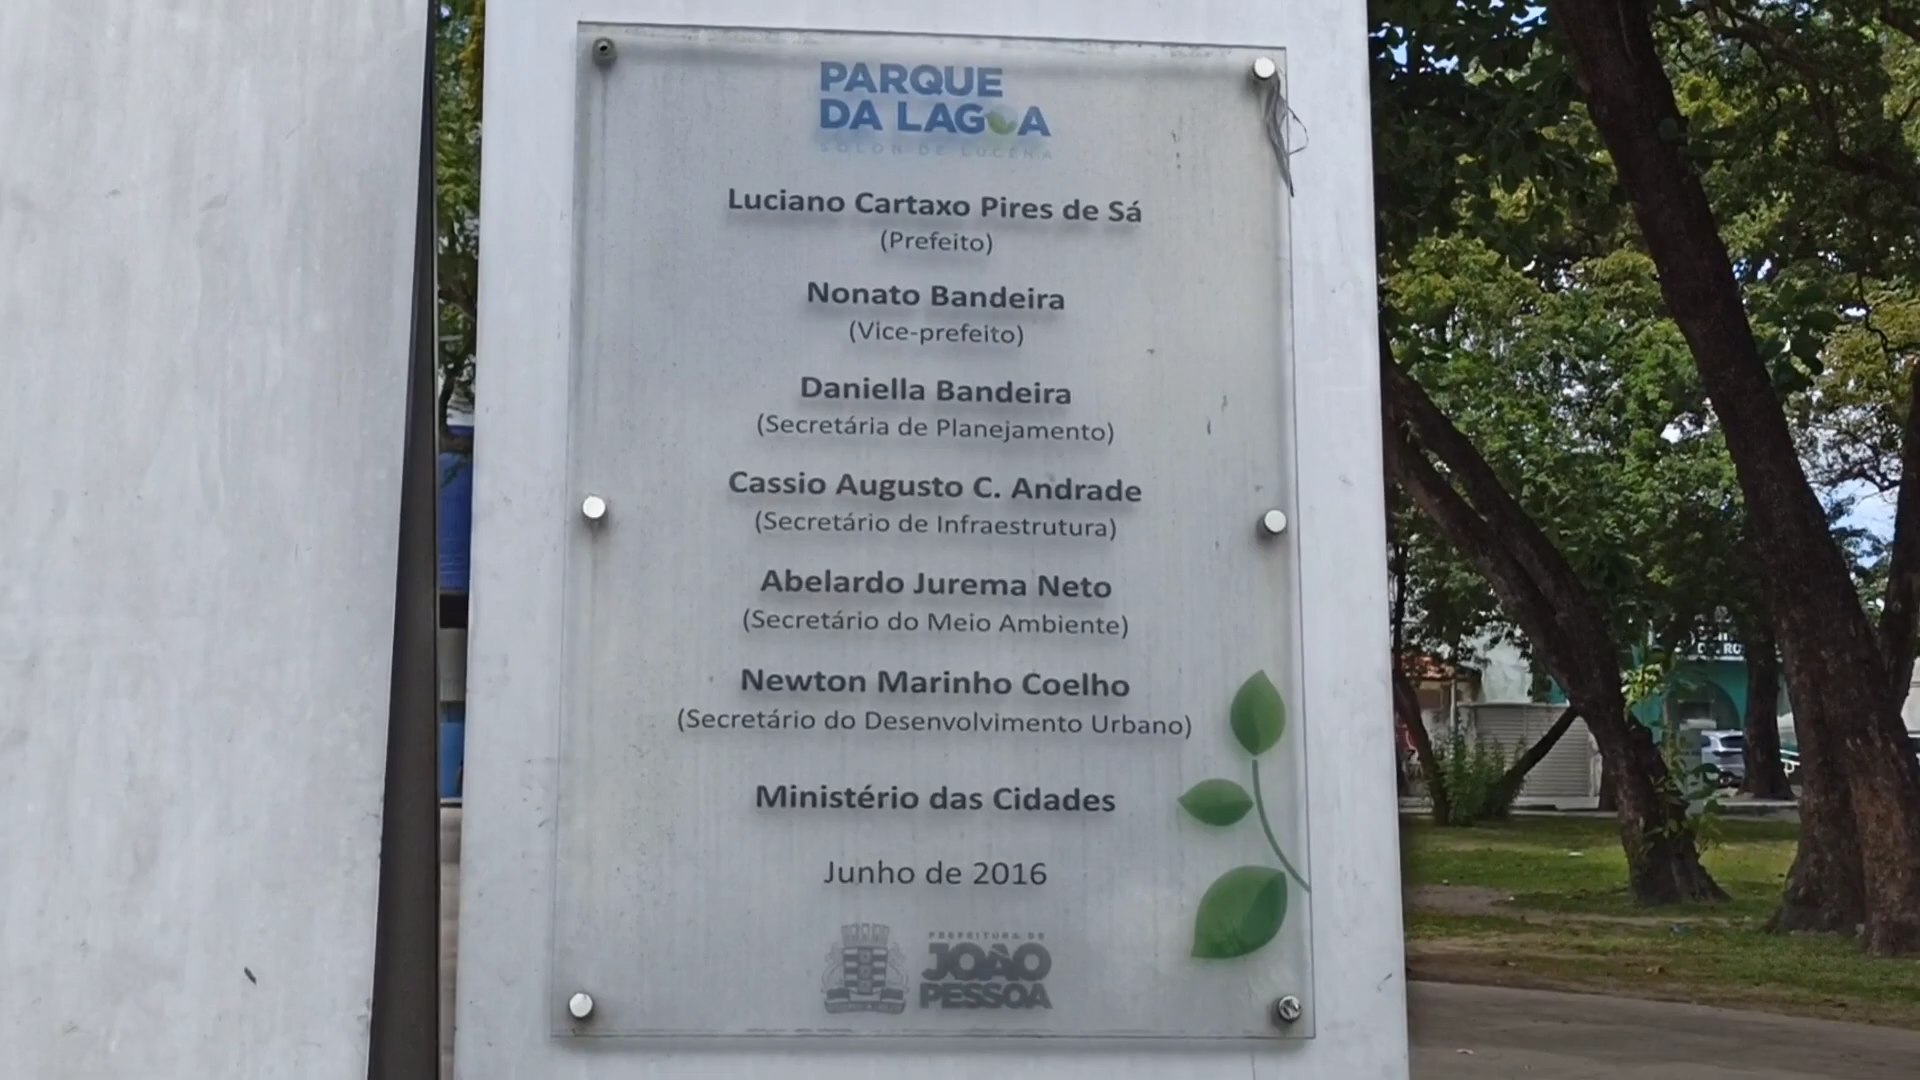 PARQUE
DA LAGOA
SOLON DE LUCENA
Luciano Cartaxo Pires de Sá
(Prefeito)
Nonato Bandeira
(Vice-prefeito)
Daniella Bandeira
(Secretária de Planejamento)
Cassio Augusto C. Andrade
(Secretário de Infraestrutura)
Abelardo Jurema Neto
(Secretário do Meio Ambiente)
Newton Marinho Coelho
(Secretário do Desenvolvimento Urbano)
Ministério das Cidades
Junho de 2016
PREFEITURA DE
JOÃO
PESSOA